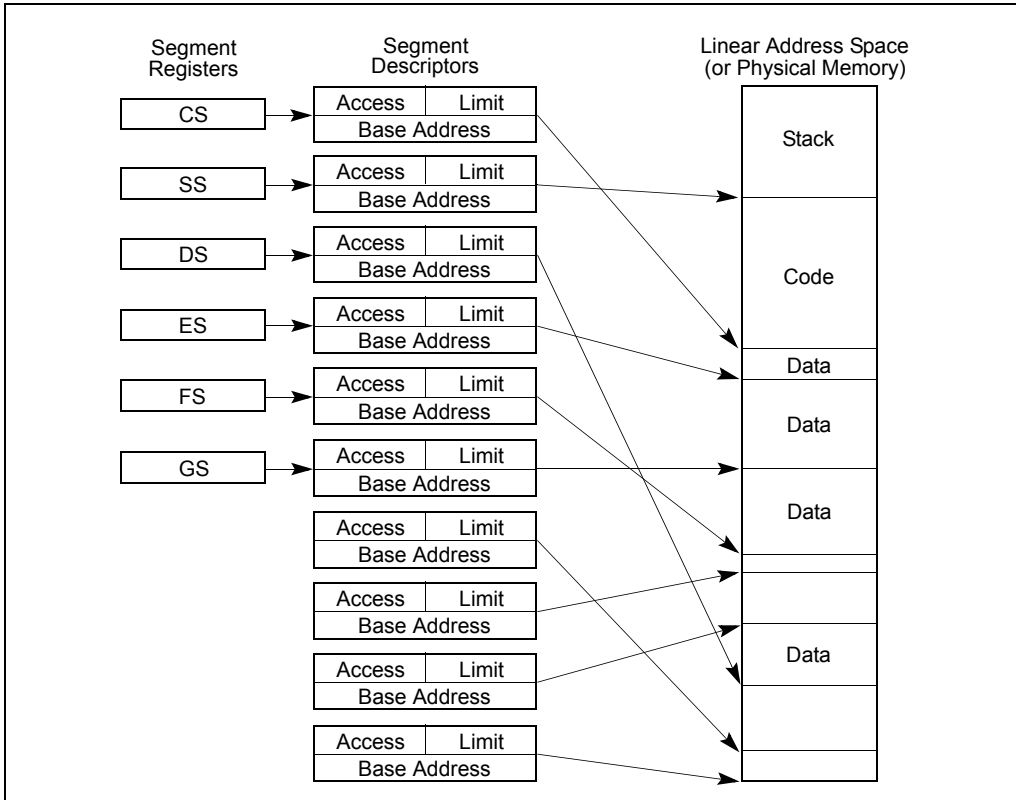 Segment
Registers
Segment
Descriptors
Linear Address Space
(or Physical Memory)
CS
Access Limit
Base Address
Stack
SS
Access Limit
Base Address
DS
Access Limit
Base Address
Code
ES
Access Limit
Base Address
Data
FS
Access Limit
Base Address
Data
GS
Access Limit
Base Address
Data
Access Limit
Base Address
Access Limit
Base Address
Access Limit
Base Address
Data
Access Limit
Base Address